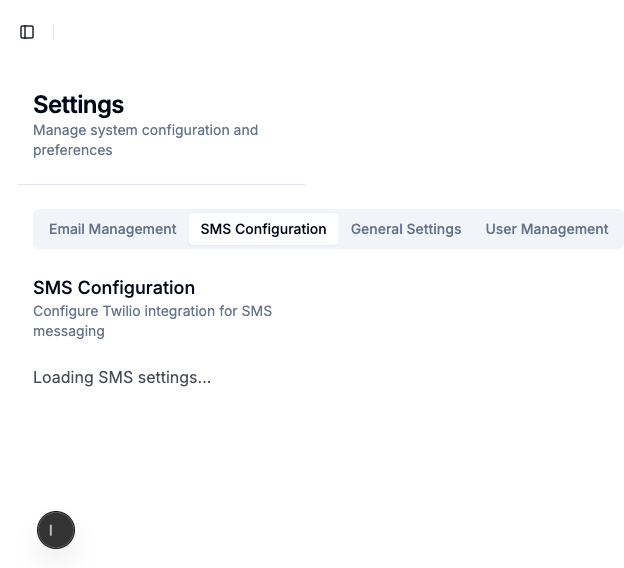 Settings
Manage system configuration and
preferences
Email Management SMS Configuration General Settings User Management
SMS Configuration
Configure Twilio integration for SMS
messaging
Loading SMS settings...